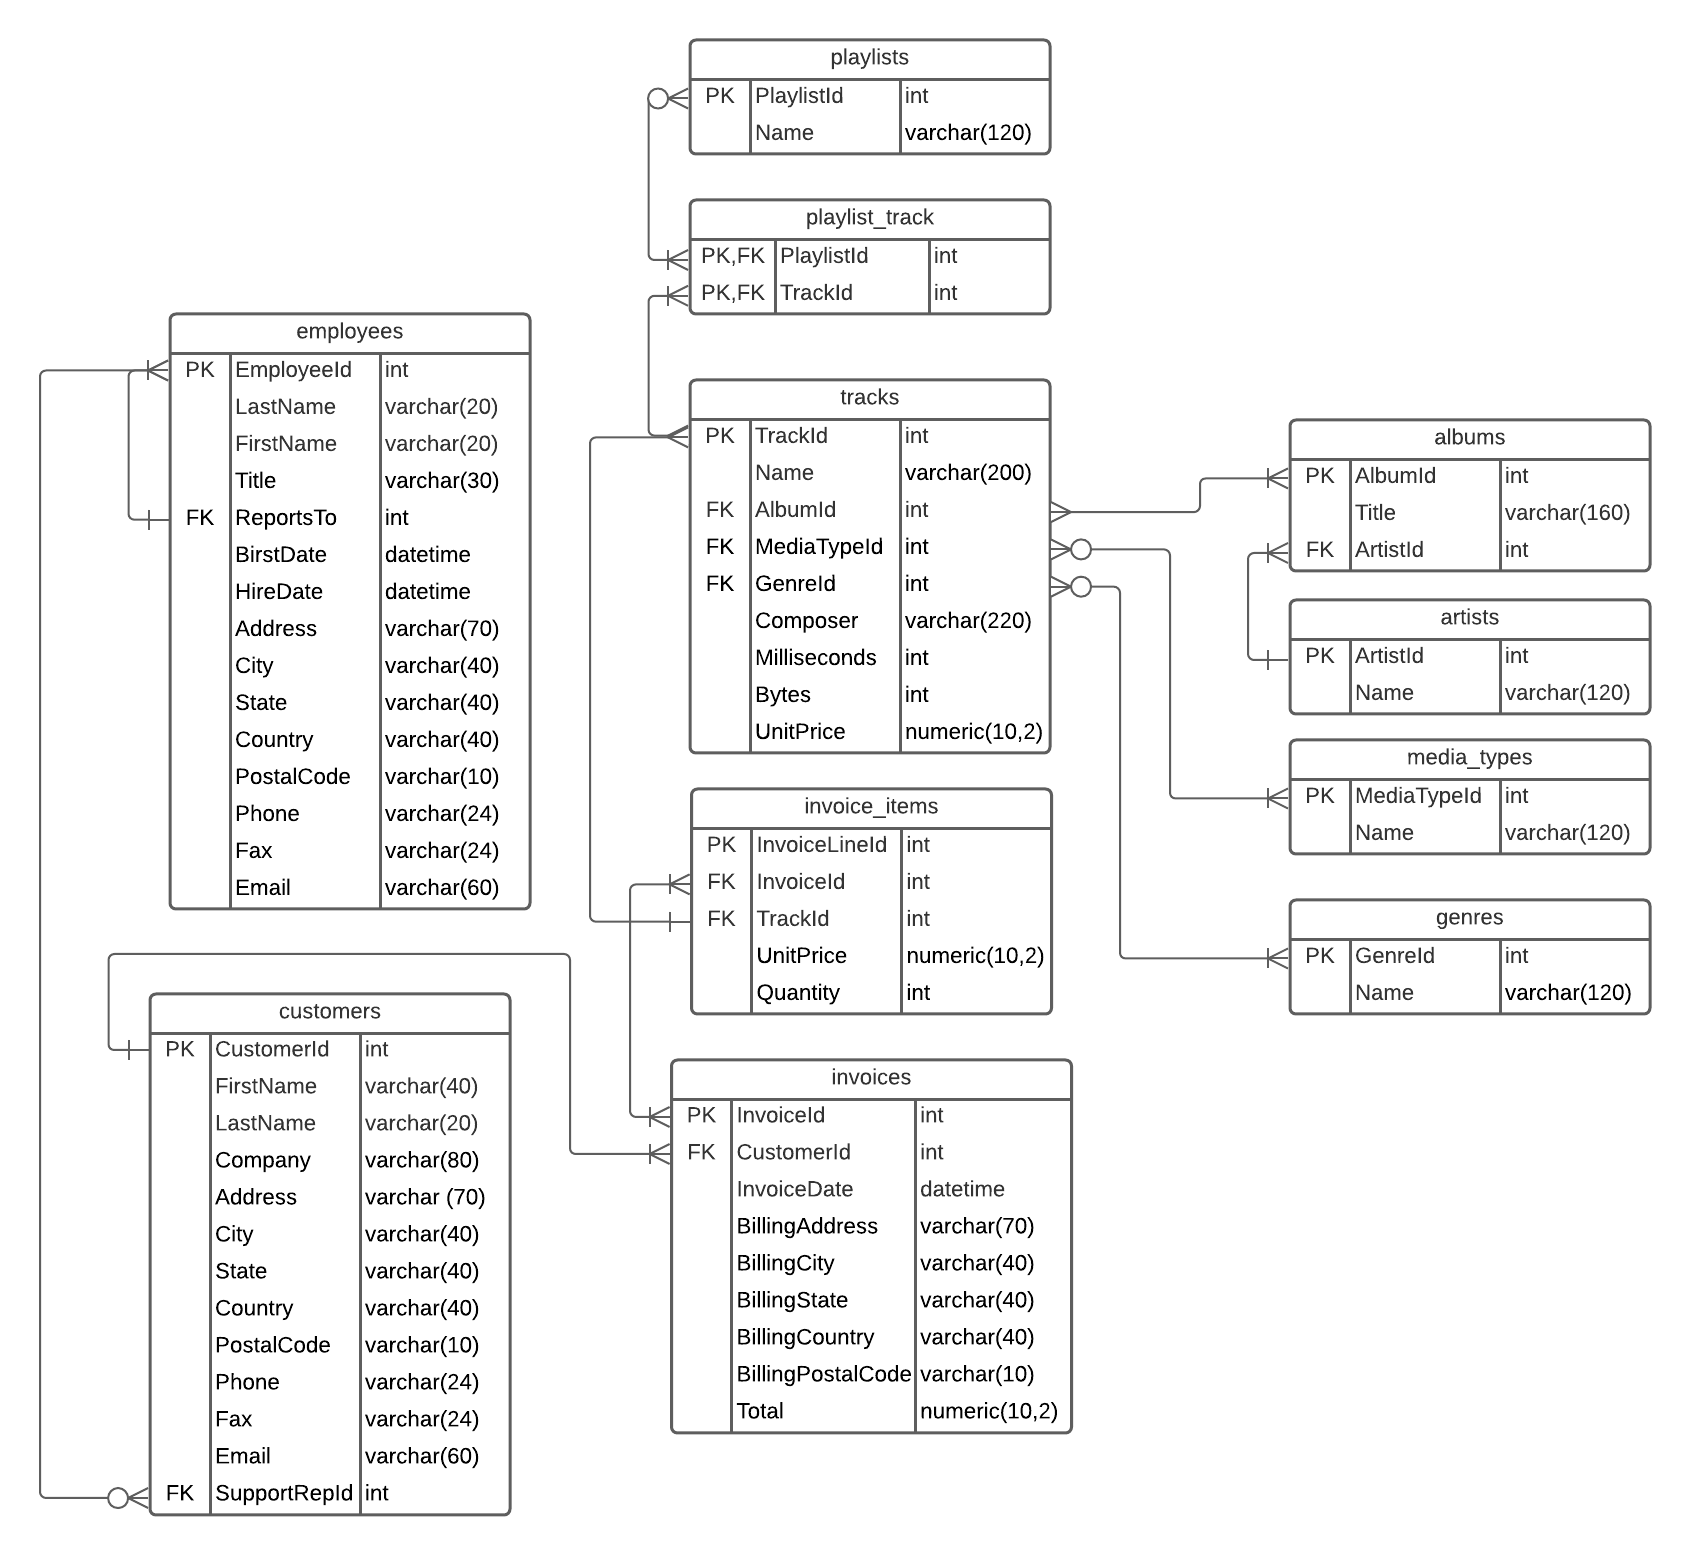 playlists
PK PlaylistId int
Name varchar(120)
playlist_track
PK,FK PlaylistId int
PK,FK TrackId int
employees
PK EmployeeId int
LastName varchar(20)
FirstName varchar(20)
Title varchar(30)
FK ReportsTo int
BirstDate datetime
HireDate datetime
Address varchar(70)
City varchar(40)
State varchar(40)
Country varchar(40)
PostalCode varchar(10)
Phone varchar(24)
Fax varchar(24)
Email varchar(60)
tracks
PK TrackId int
Name varchar(200)
FK AlbumId int
FK MediaTypeId int
FK GenreId int
Composer varchar(220)
Milliseconds int
Bytes int
UnitPrice numeric(10,2)
albums
PK AlbumId int
Title varchar(160)
FK ArtistId int
artists
PK ArtistId int
Name varchar(120)
media_types
PK MediaTypeId int
Name varchar(120)
genres
PK GenreId int
Name varchar(120)
invoice_items
PK InvoiceLineId int
FK InvoiceId int
FK TrackId int
UnitPrice numeric(10,2)
Quantity int
customers
PK CustomerId int
FirstName varchar(40)
LastName varchar(20)
Company varchar(80)
Address varchar (70)
City varchar(40)
State varchar(40)
Country varchar(40)
PostalCode varchar(10)
Phone varchar(24)
Fax varchar(24)
Email varchar(60)
FK SupportRepId int
invoices
PK InvoiceId int
FK CustomerId int
InvoiceDate datetime
BillingAddress varchar(70)
BillingCity varchar(40)
BillingState varchar(40)
BillingCountry varchar(40)
BillingPostalCode varchar(10)
Total numeric(10,2)